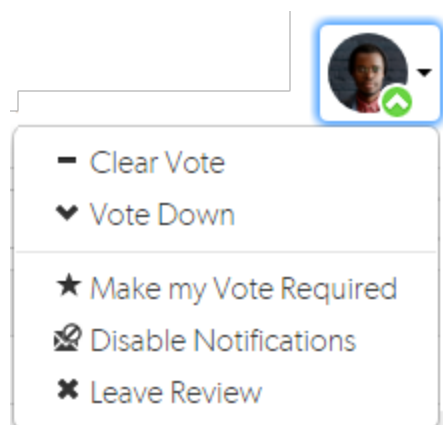 Clear Vote
Vote Down
Make my Vote Required
Disable Notifications
Leave Review